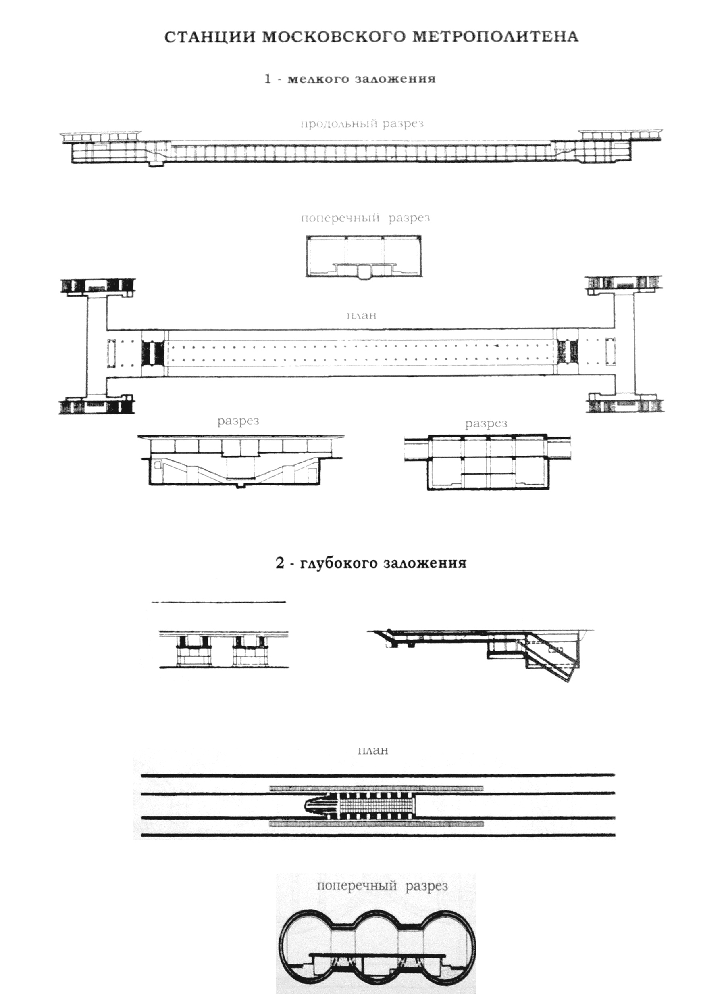 СТАНЦИИ МОСКОВСКОГО МЕТРОПОЛИТЕНА
1 - мелкого заложения
продольный разрез
поперечный разрез
план
разрез
разрез
2 - глубокого заложения
план
поперечный разрез